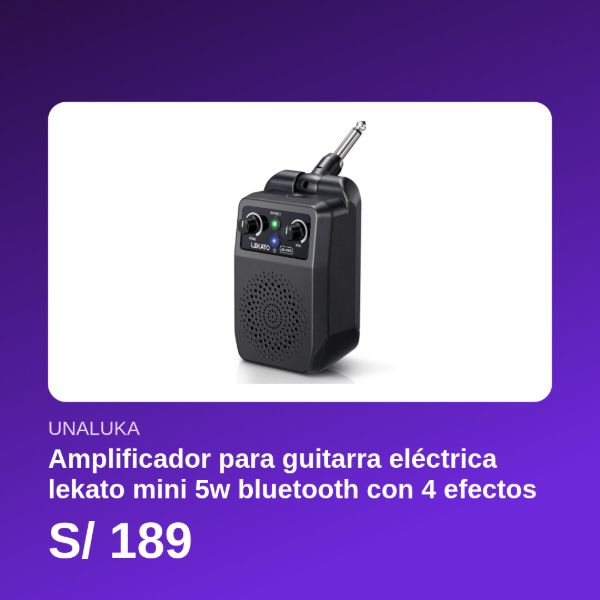 LEKATO
UNALUKA
Amplificador para guitarra eléctrica
lekato mini 5w bluetooth con 4 efectos
S/ 189